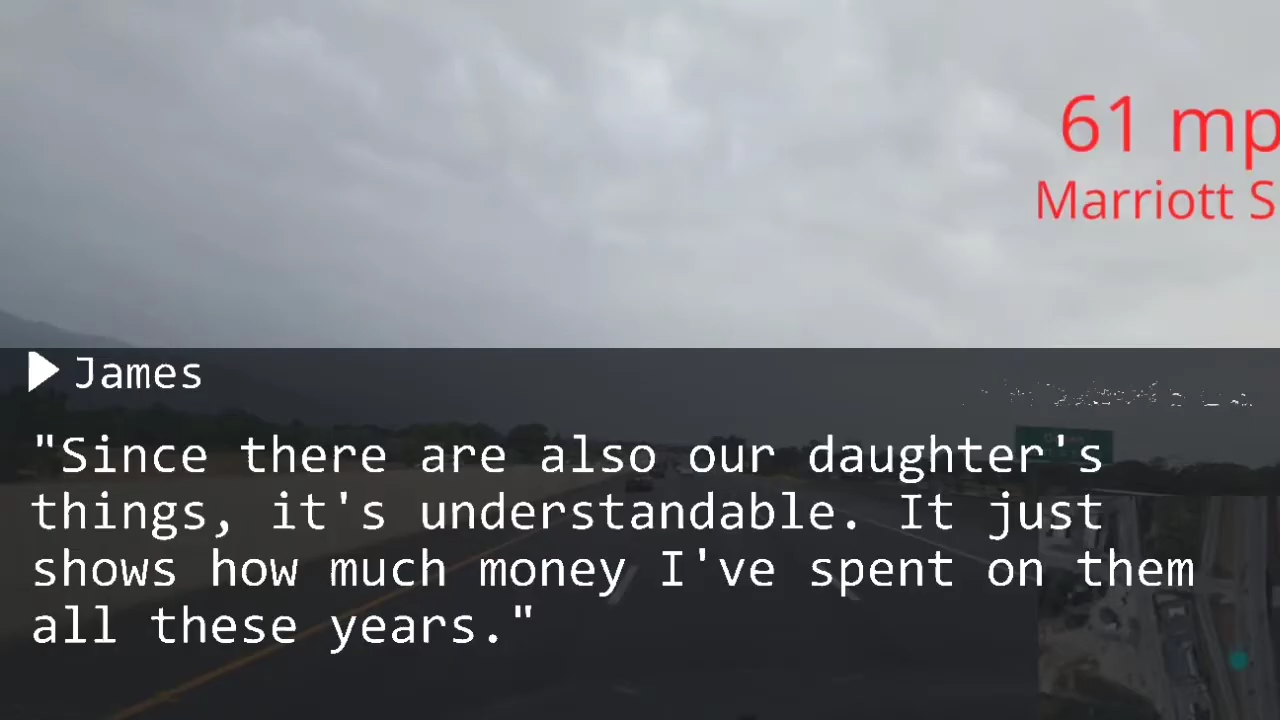 61 mp
Marriott S
James
"Since there are also our daughter's
things, it's understandable. It just
shows how much money I've spent on them
all these years."